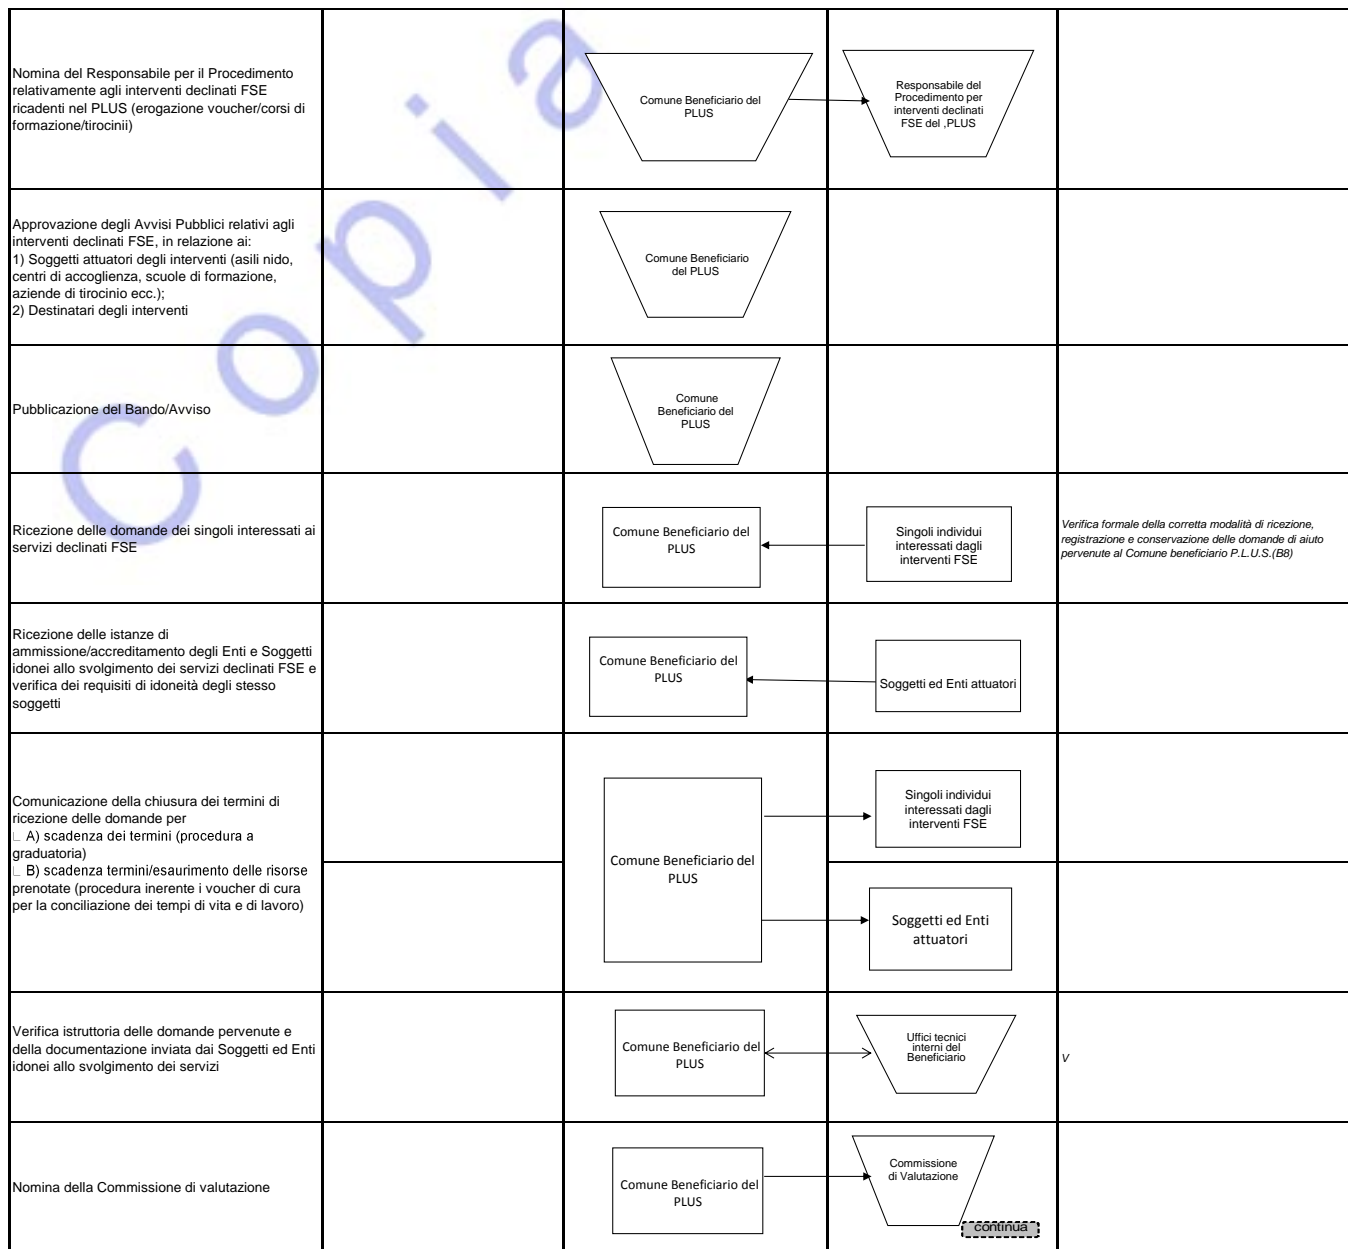 Nomina del Responsabile per il Procedimento
relativamente agli interventi declinati FSE
ricadenti nel PLUS (erogazione voucher/corsi di
formazione/tirocinii)
Comune Beneficiario del
PLUS
Responsabile del
Procedimento per
interventi declinati
FSE del ,PLUS
Approvazione degli Avvisi Pubblici relativi agli
interventi declinati FSE, in relazione ai:
1) Soggetti attuatori degli interventi (asili nido,
centri di accoglienza, scuole di formazione,
aziende di tirocinio ecc.);
2) Destinatari degli interventi
Comune Beneficiario
del PLUS
Pubblicazione del Bando/Avviso
Comune
Beneficiario del
PLUS
Ricezione delle domande dei singoli interessati ai
servizi declinati FSE
Comune Beneficiario del
PLUS
Singoli individui
interessati dagli
interventi FSE
Verifica formale della corretta modalità di ricezione,
registrazione e conservazione delle domande di aiuto
pervenute al Comune beneficiario P.L.U.S.(B8)
Ricezione delle istanze di
ammissione/accreditamento degli Enti e Soggetti
idonei allo svolgimento dei servizi declinati FSE e
verifica dei requisiti di idoneità degli stesso
soggetti
Comune Beneficiario del
PLUS
Soggetti ed Enti attuatori
Comunicazione della chiusura dei termini di
ricezione delle domande per
A) scadenza dei termini (procedura a
graduatoria)
B) scadenza termini/esaurimento delle risorse
prenotate (procedura inerente i voucher di cura
per la conciliazione dei tempi di vita e di lavoro)
Comune Beneficiario del
PLUS
Singoli individui
interessati dagli
interventi FSE
Soggetti ed Enti
attuatori
Verifica istruttoria delle domande pervenute e
della documentazione inviata dai Soggetti ed Enti
idonei allo svolgimento dei servizi
Comune Beneficiario del
PLUS
Uffici tecnici
interni del
Beneficiario
V
Nomina della Commissione di valutazione
Comune Beneficiario del
PLUS
Commissione
di Valutazione
continua
Copia